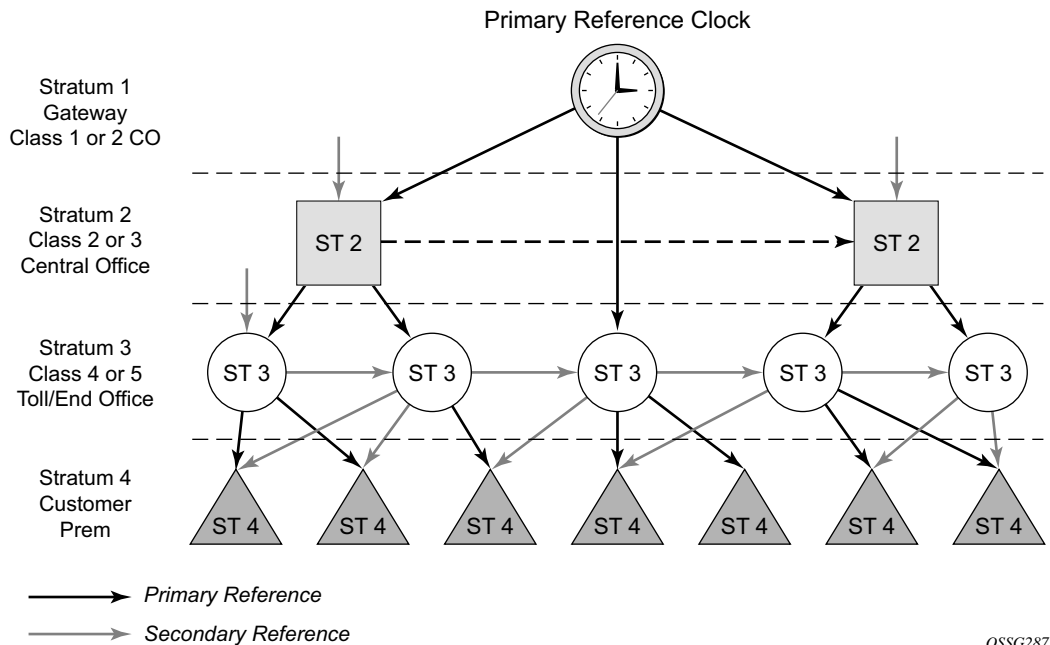 Primary Reference Clock
Stratum 1
Gateway
Class 1 or 2 CO
Stratum 2
Class 2 or 3
Central Office
ST 2
ST 2
Stratum 3
Class 4 or 5
Toll/End Office
ST 3
ST 3
ST 3
ST 3
ST 3
Stratum 4
Customer
Prem
ST 4
ST 4
ST 4
ST 4
ST 4
ST 4
ST 4
Primary Reference
Secondary Reference
OSSG287